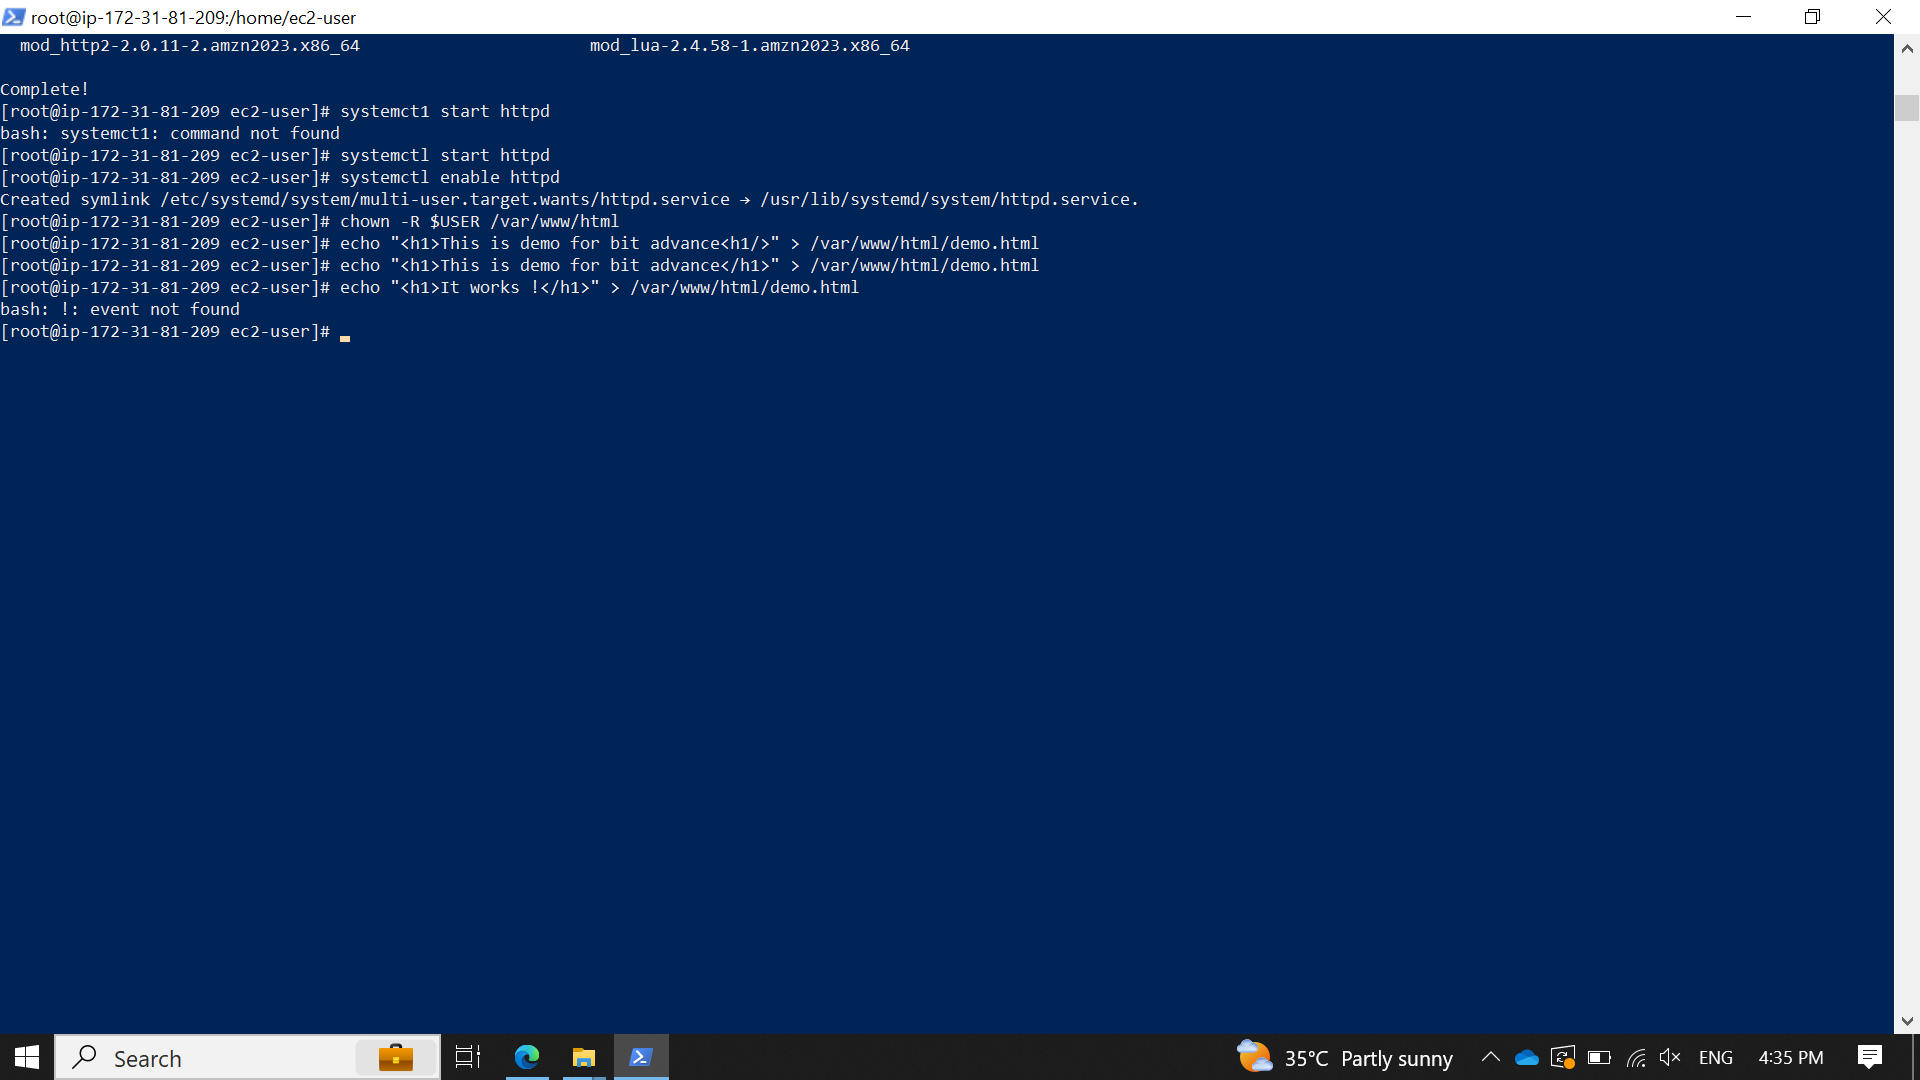 root@ip-172-31-81-209:/home/ec2-user
  mod_http2-2.0.11-2.amzn2023.x86_64                       mod_lua-2.4.58-1.amzn2023.x86_64
Complete!
[root@ip-172-31-81-209 ec2-user]# systemct1 start httpd
bash: systemct1: command not found
[root@ip-172-31-81-209 ec2-user]# systemctl start httpd
[root@ip-172-31-81-209 ec2-user]# systemctl enable httpd
Created symlink /etc/systemd/system/multi-user.target.wants/httpd.service → /usr/lib/systemd/system/httpd.service.
[root@ip-172-31-81-209 ec2-user]# chown -R $USER /var/www/html
[root@ip-172-31-81-209 ec2-user]# echo "<h1>This is demo for bit advance<h1/>" > /var/www/html/demo.html
[root@ip-172-31-81-209 ec2-user]# echo "<h1>This is demo for bit advance</h1>" > /var/www/html/demo.html
[root@ip-172-31-81-209 ec2-user]# echo "<h1>It works !</h1>" > /var/www/html/demo.html
bash: !: event not found
[root@ip-172-31-81-209 ec2-user]#
Search 35°C Partly sunny ENG 4:35 PM